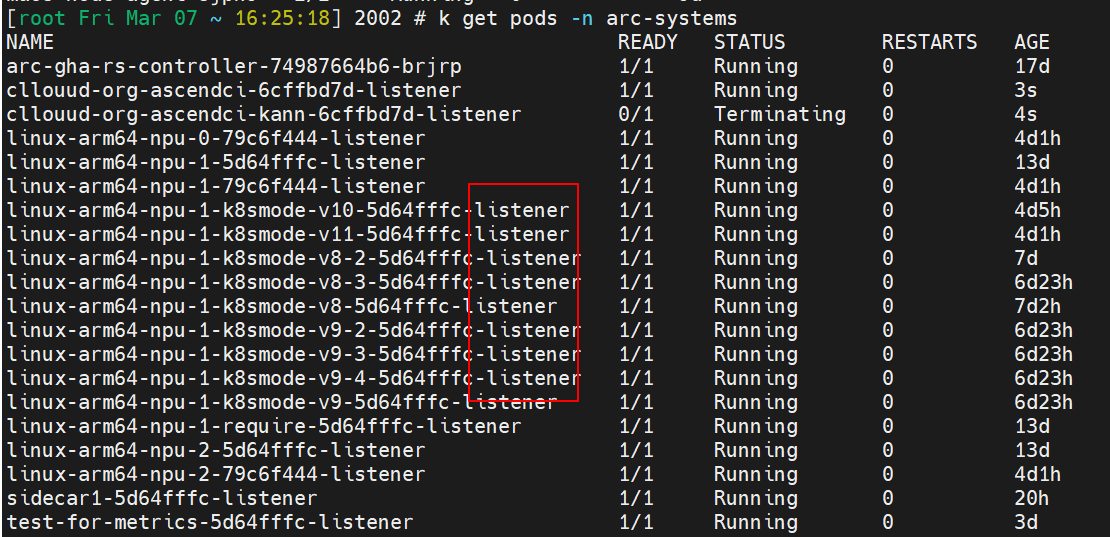 [root Fri Mar 07 ~ 16:25:18] 2002 # k get pods -n arc-systems
NAME READY STATUS RESTARTS AGE
arc-gha-rs-controller-74987664b6-brjrp 1/1 Running 0 17d
cllouud-org-ascendci-6cffbd7d-listener 1/1 Running 0 3s
cllouud-org-ascendci-kann-6cffbd7d-listener 0/1 Terminating 0 4s
linux-arm64-npu-0-79c6f444-listener 1/1 Running 0 4d1h
linux-arm64-npu-1-5d64fffc-listener 1/1 Running 0 13d
linux-arm64-npu-1-79c6f444-listener 1/1 Running 0 4d1h
linux-arm64-npu-1-k8smode-v10-5d64fffc-listener 1/1 Running 0 4d5h
linux-arm64-npu-1-k8smode-v11-5d64fffc-listener 1/1 Running 0 4d1h
linux-arm64-npu-1-k8smode-v8-2-5d64fffc-listener 1/1 Running 0 7d
linux-arm64-npu-1-k8smode-v8-3-5d64fffc-listener 1/1 Running 0 6d23h
linux-arm64-npu-1-k8smode-v8-5d64fffc-listener 1/1 Running 0 7d2h
linux-arm64-npu-1-k8smode-v9-2-5d64fffc-listener 1/1 Running 0 6d23h
linux-arm64-npu-1-k8smode-v9-3-5d64fffc-listener 1/1 Running 0 6d23h
linux-arm64-npu-1-k8smode-v9-4-5d64fffc-listener 1/1 Running 0 6d23h
linux-arm64-npu-1-k8smode-v9-5d64fffc-listener 1/1 Running 0 6d23h
linux-arm64-npu-1-require-5d64fffc-listener 1/1 Running 0 13d
linux-arm64-npu-2-5d64fffc-listener 1/1 Running 0 13d
linux-arm64-npu-2-79c6f444-listener 1/1 Running 0 4d1h
sidecar1-5d64fffc-listener 1/1 Running 0 20h
test-for-metrics-5d64fffc-listener 1/1 Running 0 3d